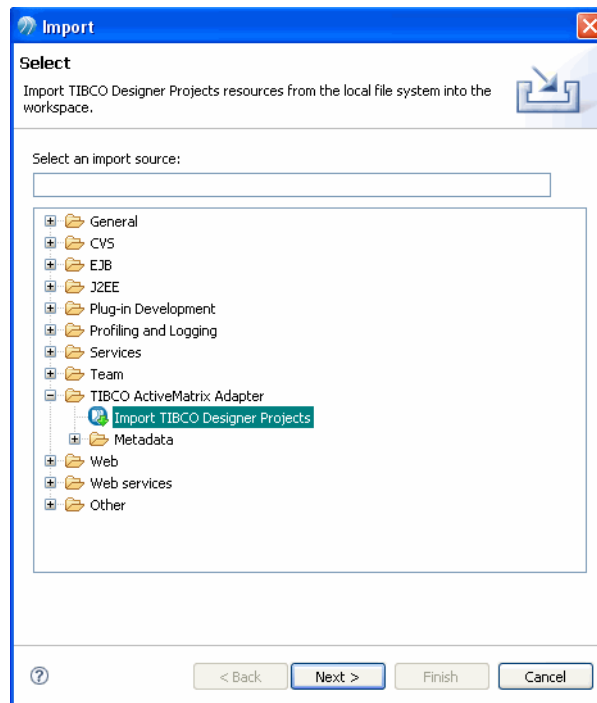 Import
Select
Import TIBCO Designer Projects resources from the local file system into the
workspace.
Select an import source:
General
CVS
EJB
J2EE
Plug-in Development
Profiling and Logging
Services
Team
TIBCO ActiveMatrix Adapter
Import TIBCO Designer Projects
Metadata
Web
Web services
Other
? < Back Next > Finish Cancel